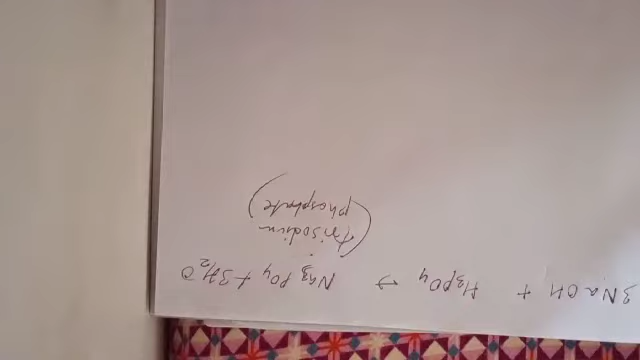 3NaOH + H3PO4 → Na3PO4 + 3H2O
(trisodium
phosphate)